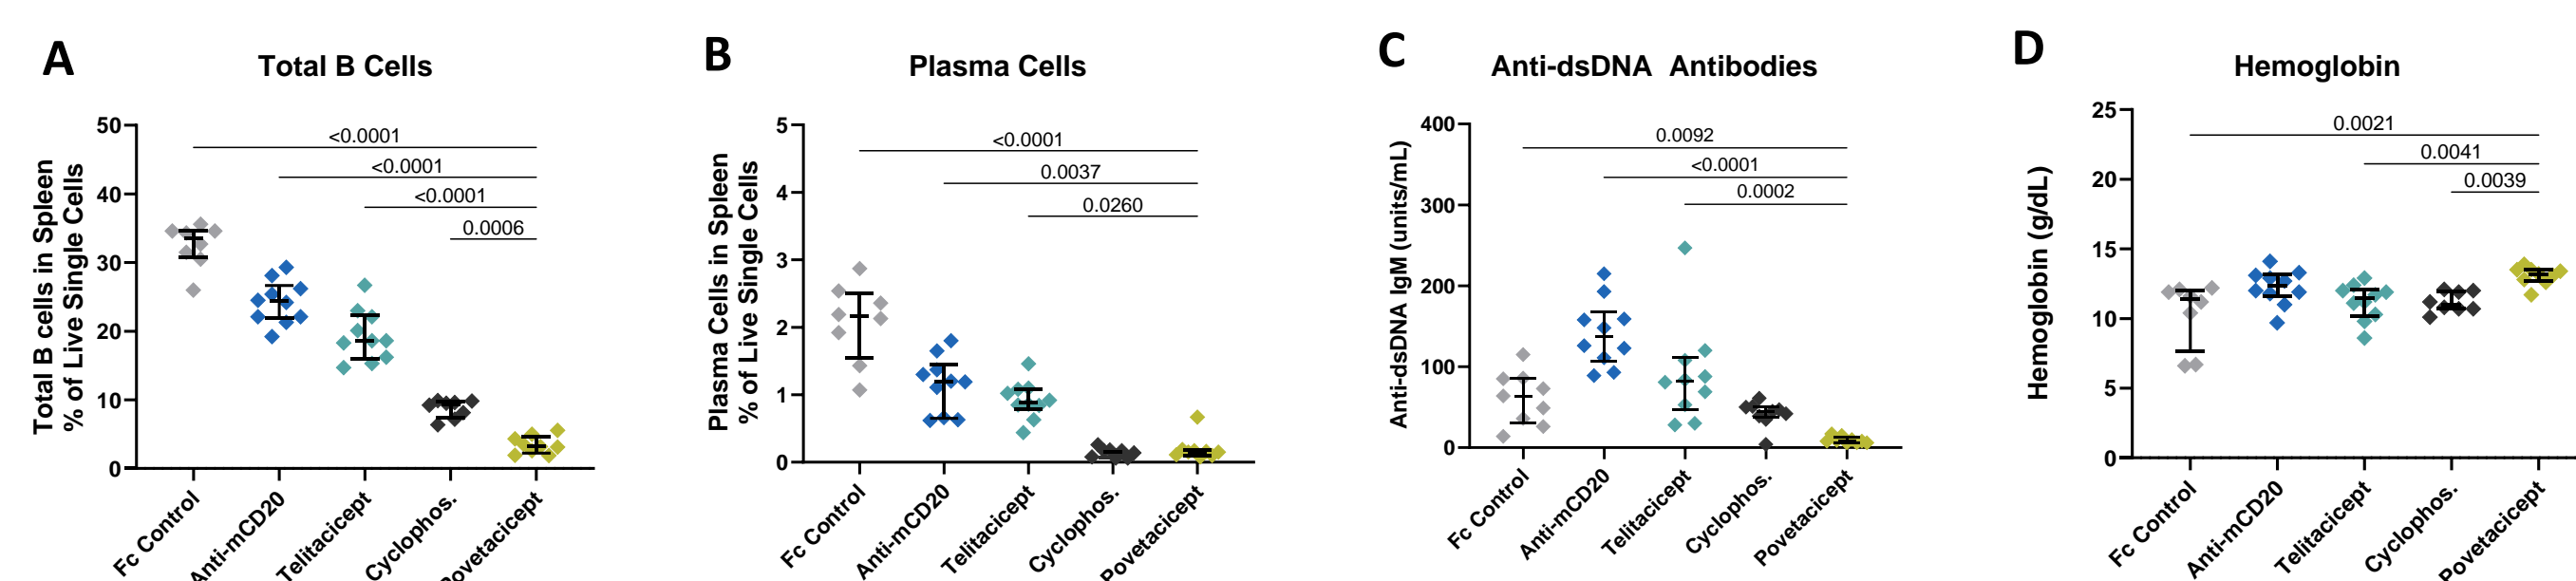 A
Total B Cells
Total B cells in Spleen
% of Live Single Cells
50
40
30
20
10
0
<0.0001
<0.0001
<0.0001
0.0006
Fc Control
Anti-mCD20
Telitacicept
Cyclophos.
Povetacicept
B
Plasma Cells
Plasma Cells in Spleen
% of Live Single Cells
5
4
3
2
1
0
<0.0001
0.0037
0.0260
Fc Control
Anti-mCD20
Telitacicept
Cyclophos.
Povetacicept
C
Anti-dsDNA Antibodies
Anti-dsDNA IgM (units/mL)
400
300
200
100
0
0.0092
<0.0001
0.0002
Fc Control
Anti-mCD20
Telitacicept
Cyclophos.
Povetacicept
D
Hemoglobin
Hemoglobin (g/dL)
25
20
15
10
5
0
0.0021
0.0041
0.0039
Fc Control
Anti-mCD20
Telitacicept
Cyclophos.
Povetacicept